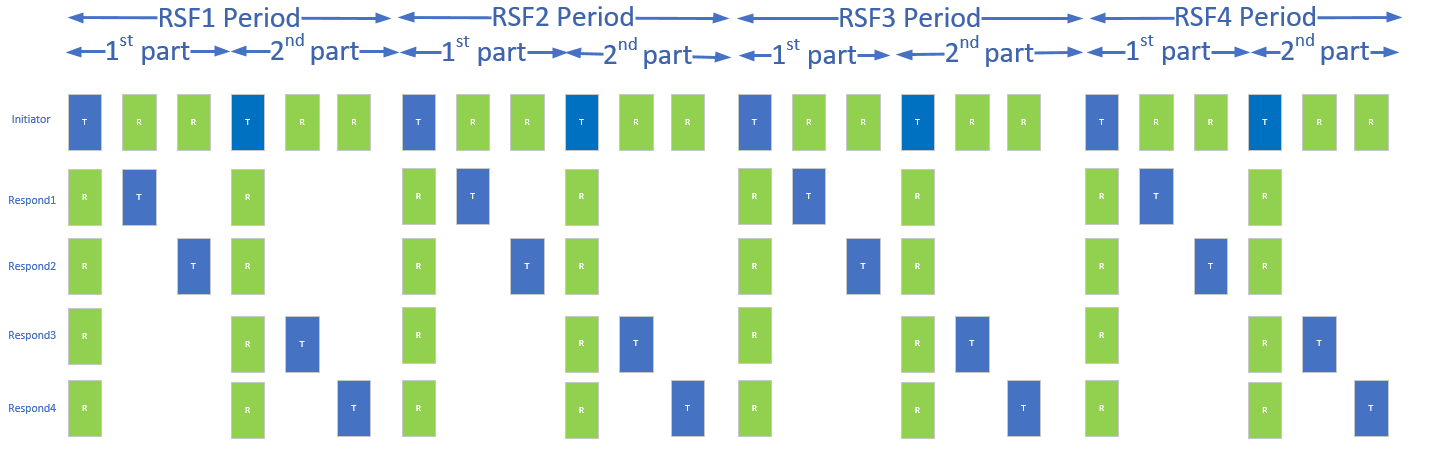 RSF1 Period RSF2 Period RSF3 Period RSF4 Period
1st part 2nd part 1st part 2nd part 1st part 2nd part 1st part 2nd part
Initiator T R R T R R T R R T R R T R R T R R T R R T R R
Respond1 R T R R T R R T R R T R
Respond2 R T R R T R R T R R T R
Respond3 R R T R R T R R T R R T
Respond4 R R T R R T R R T R R T